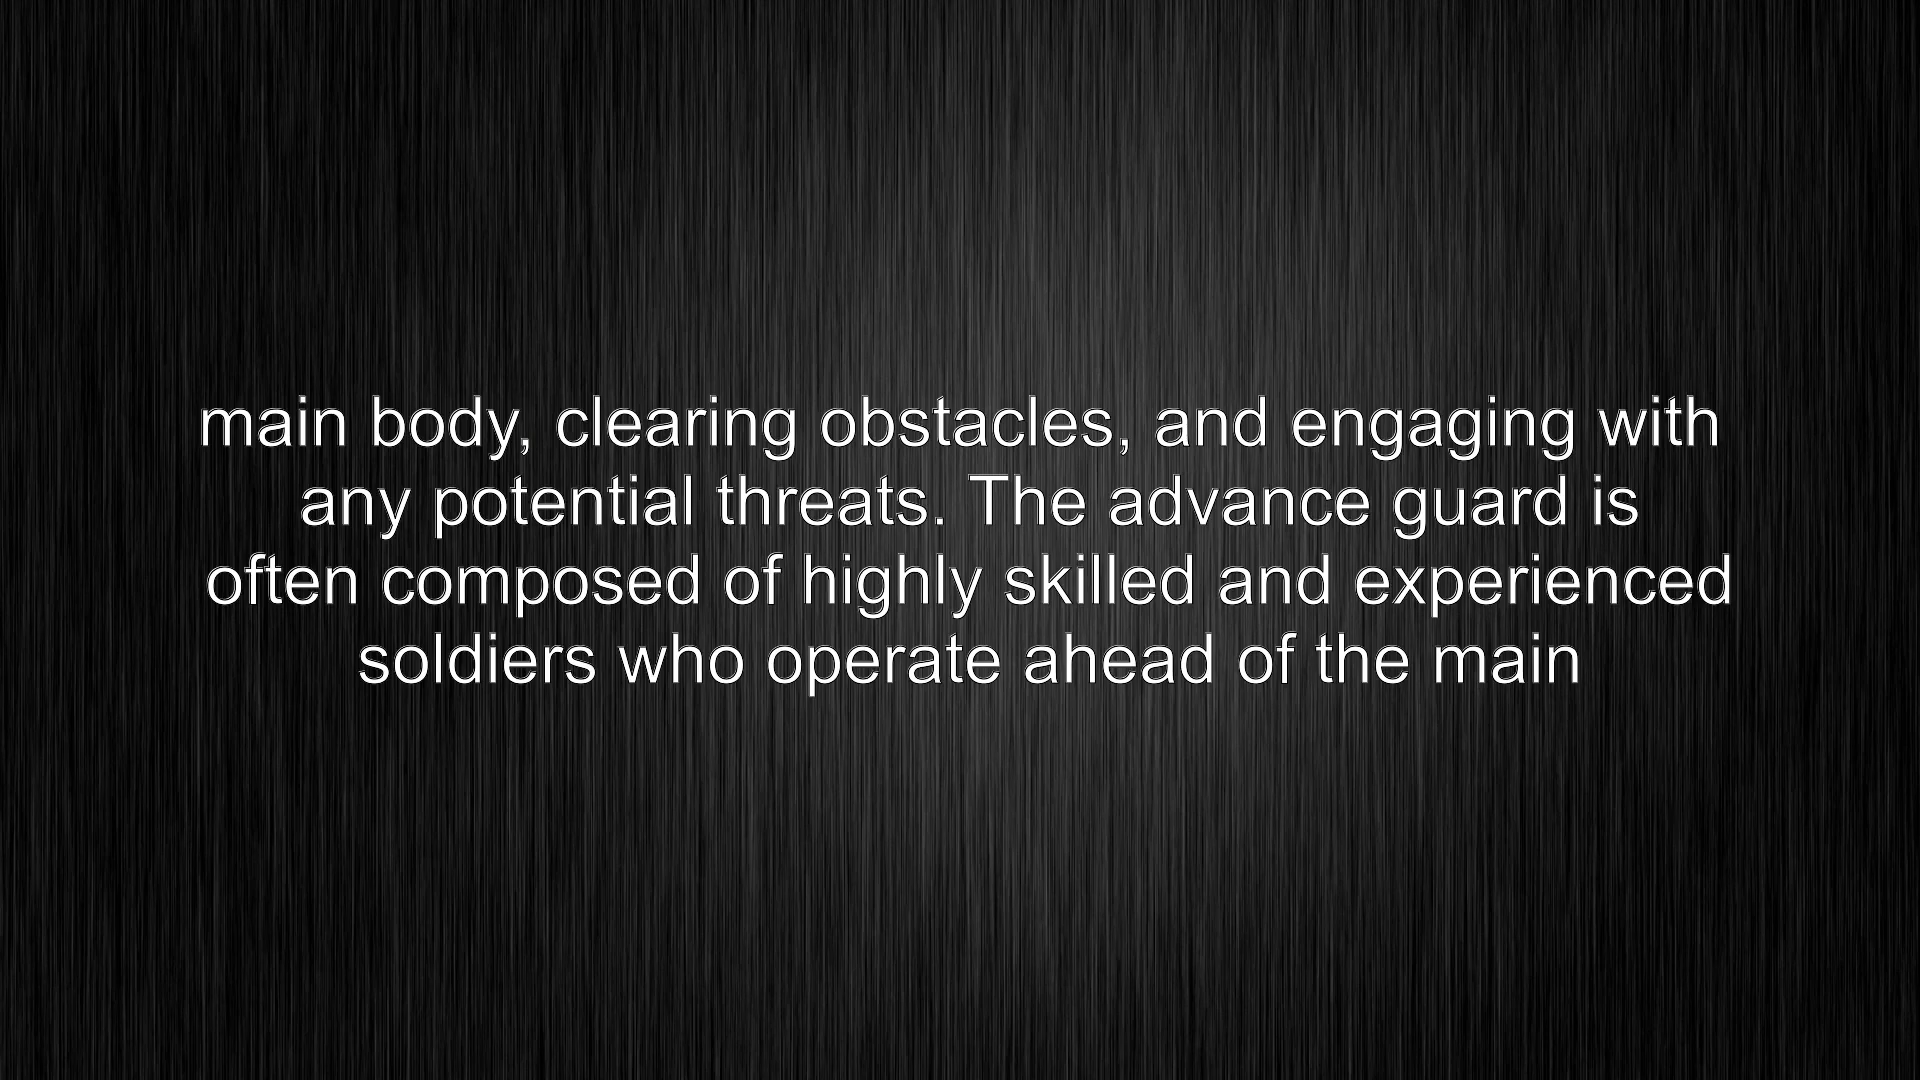 main body, clearing obstacles, and engaging with
any potential threats. The advance guard is
often composed of highly skilled and experienced
soldiers who operate ahead of the main